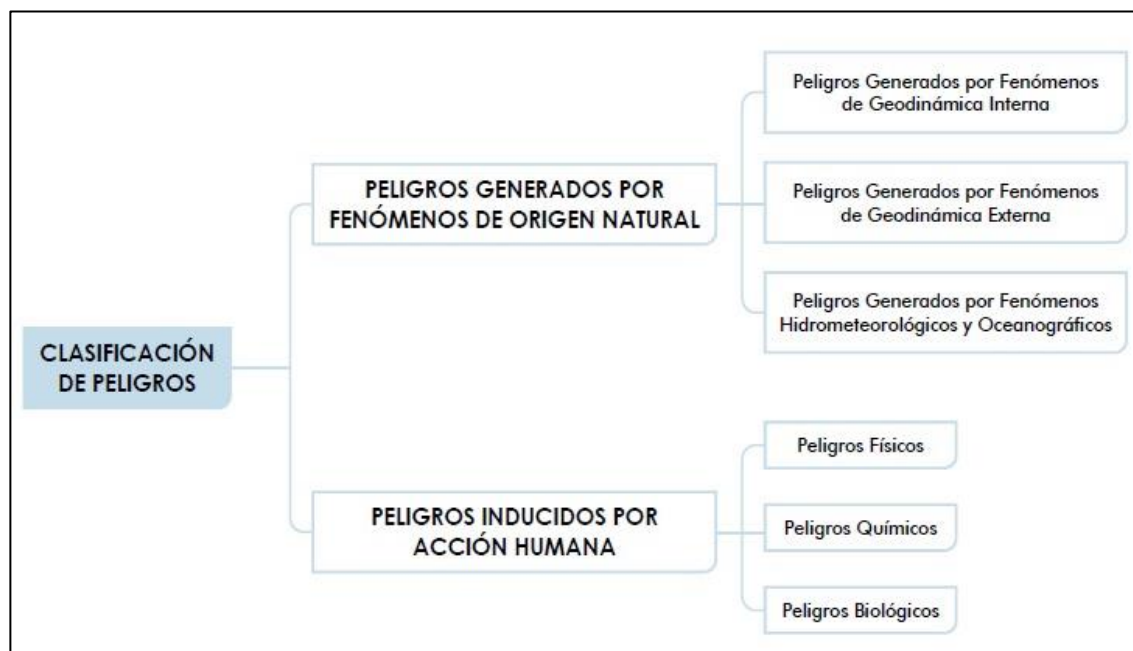 CLASIFICACIÓN
DE PELIGROS
PELIGROS GENERADOS POR
FENÓMENOS DE ORIGEN NATURAL
Peligros Generados por Fenómenos
de Geodinámica Interna
Peligros Generados por Fenómenos
de Geodinámica Externa
Peligros Generados por Fenómenos
Hidrometeorológicos y Oceanográficos
PELIGROS INDUCIDOS POR
ACCIÓN HUMANA
Peligros Físicos
Peligros Químicos
Peligros Biológicos